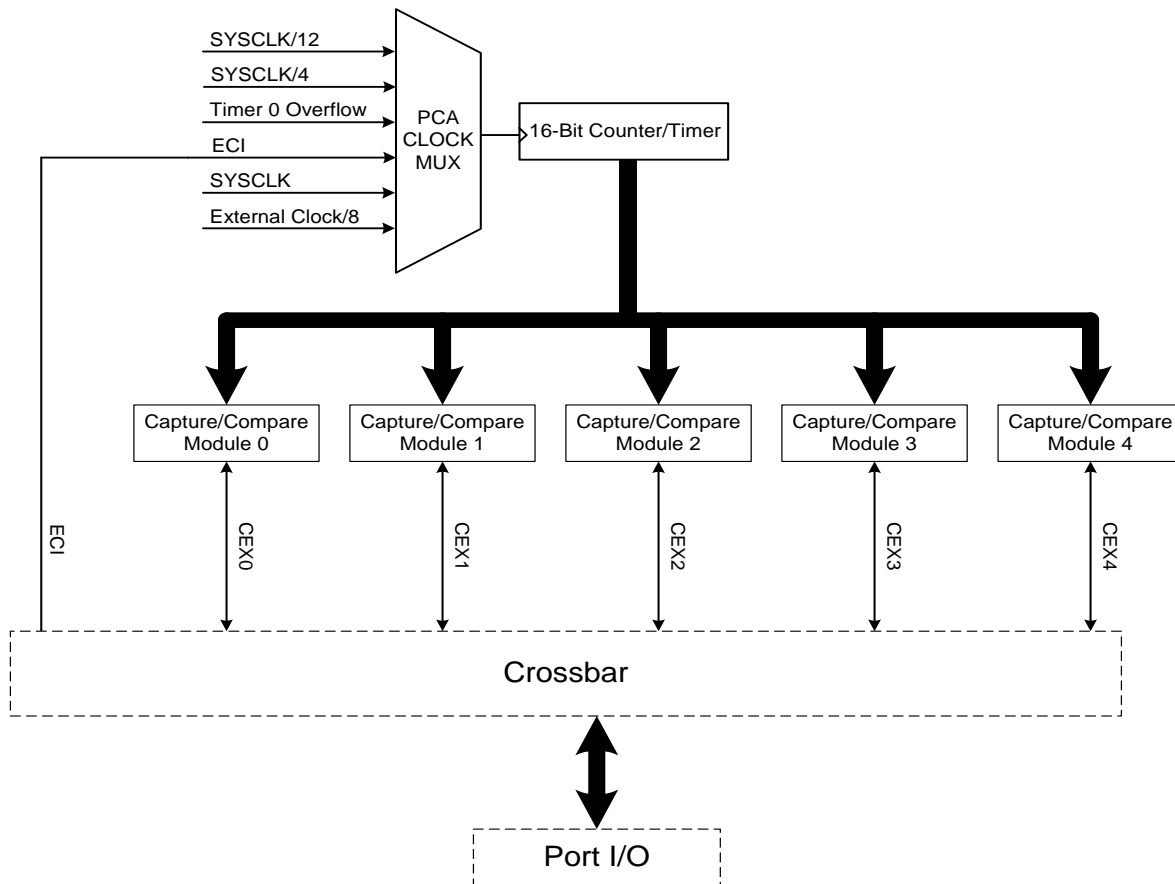 SYSCLK/12
SYSCLK/4
Timer 0 Overflow
ECI
SYSCLK
External Clock/8
PCA
CLOCK
MUX
16-Bit Counter/Timer
Capture/Compare
Module 0
Capture/Compare
Module 1
Capture/Compare
Module 2
Capture/Compare
Module 3
Capture/Compare
Module 4
ECI
CEX0
CEX1
CEX2
CEX3
CEX4
Crossbar
Port I/O